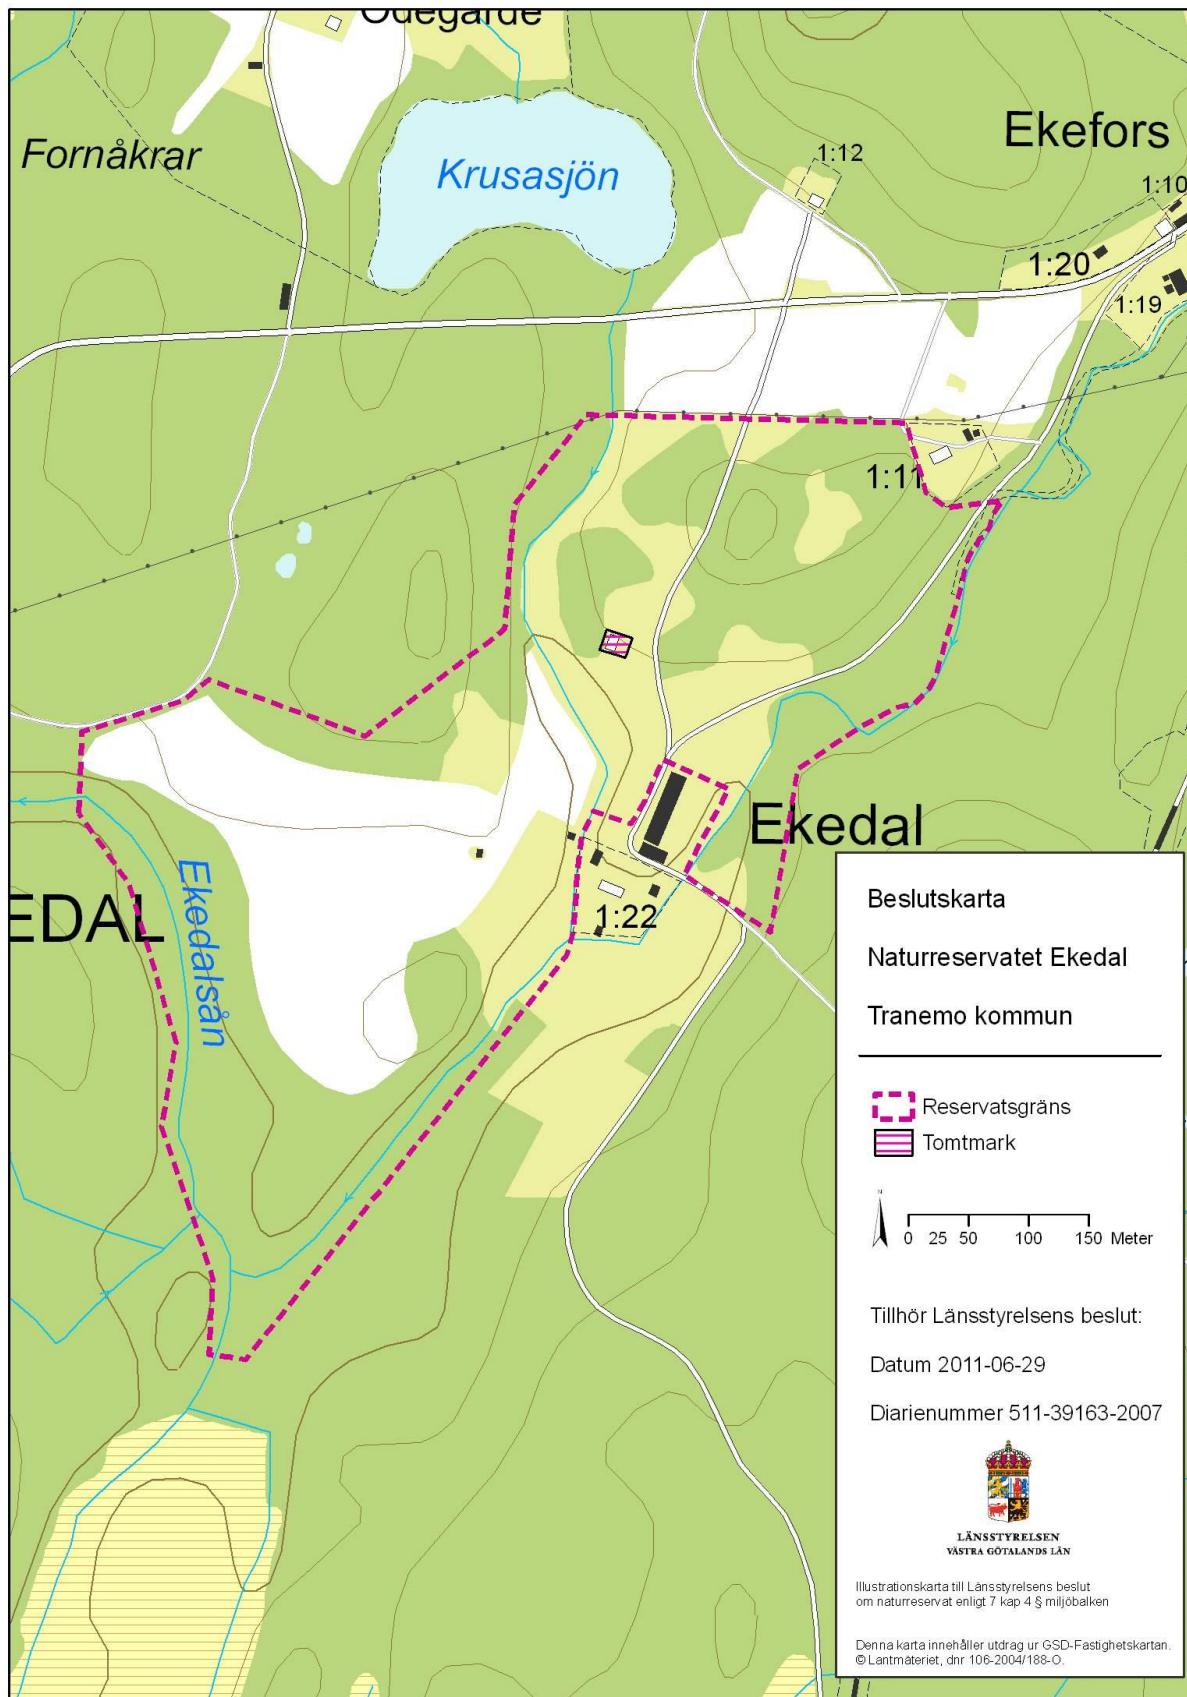 Ödegärde
Fornåkrar
Krusasjön
Ekefors
1:12
1:10
1:20
1:19
1:11
Ekedal
EDAL
Ekedalsån
1:22
Beslutskarta
Naturreservatet Ekedal
Tranemo kommun
Reservatsgräns
Tomtmark
N
0 25 50 100 150 Meter
Tillhör Länsstyrelsens beslut:
Datum 2011-06-29
Diarienummer 511-39163-2007
LÄNSSTYRELSEN
VÄSTRA GÖTALANDS LÄN
Illustrationskarta till Länsstyrelsens beslut
om naturreservat enligt 7 kap 4 § miljöbalken
Denna karta innehåller utdrag ur GSD-Fastighetskartan.
© Lantmäteriet, dnr 106-2004/188-O.